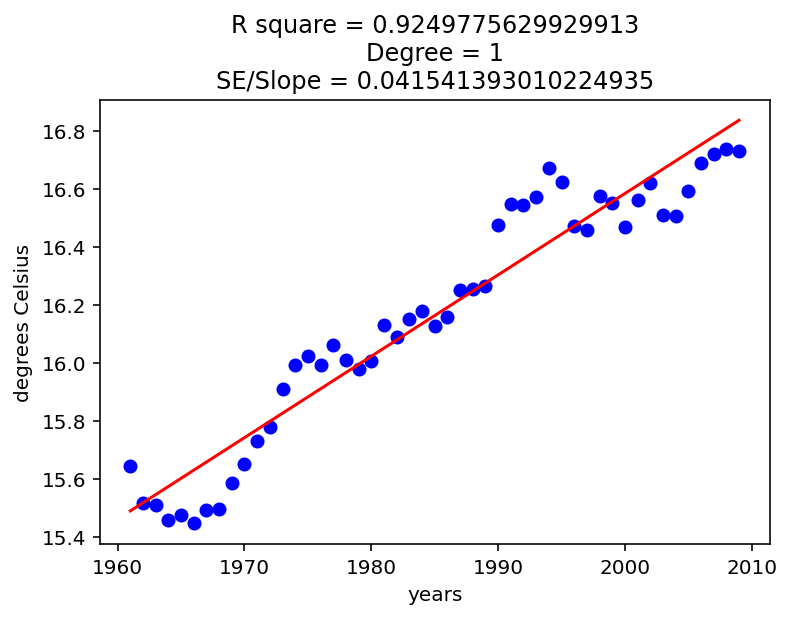 R square = 0.9249775629929913
Degree = 1
SE/Slope = 0.041541393010224935
16.8
16.6
16.4
16.2
16.0
15.8
15.6
15.4
degrees Celsius
1960 1970 1980 1990 2000 2010
years